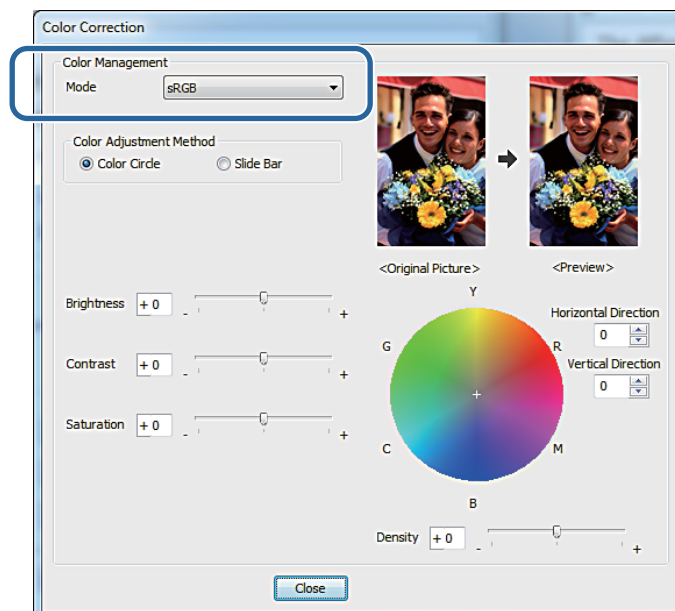 Color Correction
Color Management
Mode sRGB
Color Adjustment Method
Color Circle Slide Bar
<Original Picture> <Preview>
Y
Horizontal Direction
0
Brightness + 0 - +
G R
Vertical Direction
0
Contrast + 0 - +
Saturation + 0 - +
C M
B
Density + 0 - +
Close